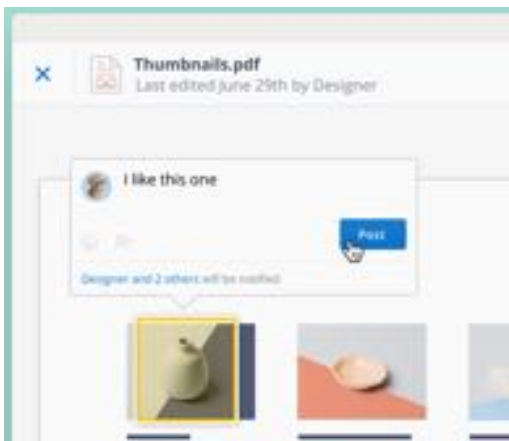 Thumbnails.pdf
Last edited June 29th by Designer
I like this one
Post
Designer and 2 others will be notified